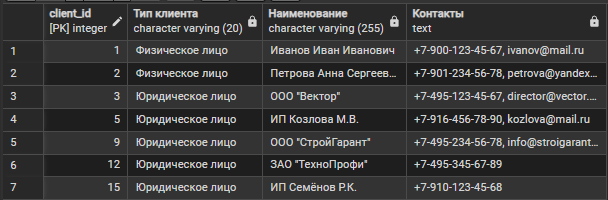 client_id Тип клиента Наименование Контакты
[PK] integer character varying (20) character varying (255) text
1 1 Физическое лицо Иванов Иван Иванович +7-900-123-45-67, ivanov@mail.ru
2 2 Физическое лицо Петрова Анна Сергеев... +7-901-234-56-78, petrova@yandex...
3 3 Юридическое лицо ООО "Вектор" +7-495-123-45-67, director@vector....
4 5 Юридическое лицо ИП Козлова М.В. +7-916-456-78-90, kozlova@mail.ru
5 9 Юридическое лицо ООО "СтройГарант" +7-495-234-56-78, info@stroigarant...
6 12 Юридическое лицо ЗАО "ТехноПрофи" +7-495-345-67-89
7 15 Юридическое лицо ИП Семёнов Р.К. +7-910-123-45-68